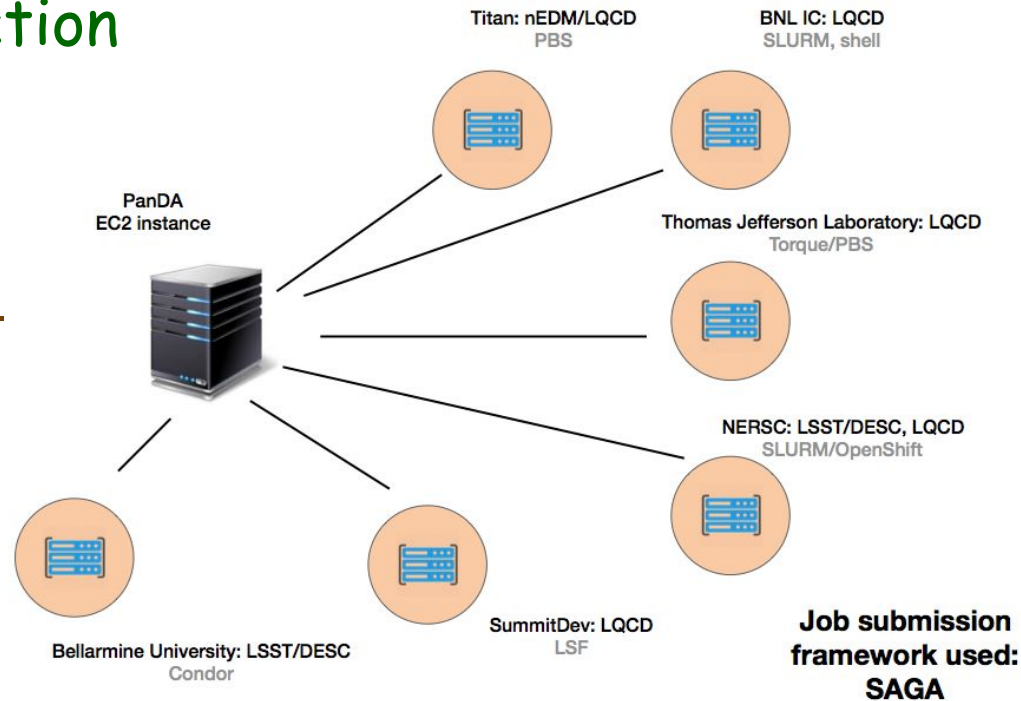 ction
Titan: nEDM/LQCD
PBS
BNL IC: LQCD
SLURM, shell
PanDA
EC2 instance
Thomas Jefferson Laboratory: LQCD
Torque/PBS
NERSC: LSST/DESC, LQCD
SLURM/OpenShift
Bellarmine University: LSST/DESC
Condor
SummitDev: LQCD
LSF
Job submission
framework used:
SAGA